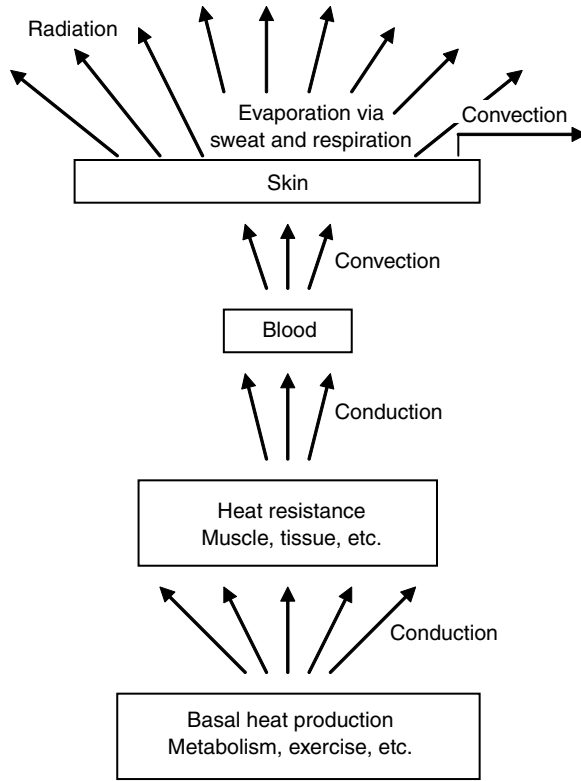 Radiation
Evaporation via
sweat and respiration
Convection
Skin
Convection
Blood
Conduction
Heat resistance
Muscle, tissue, etc.
Conduction
Basal heat production
Metabolism, exercise, etc.